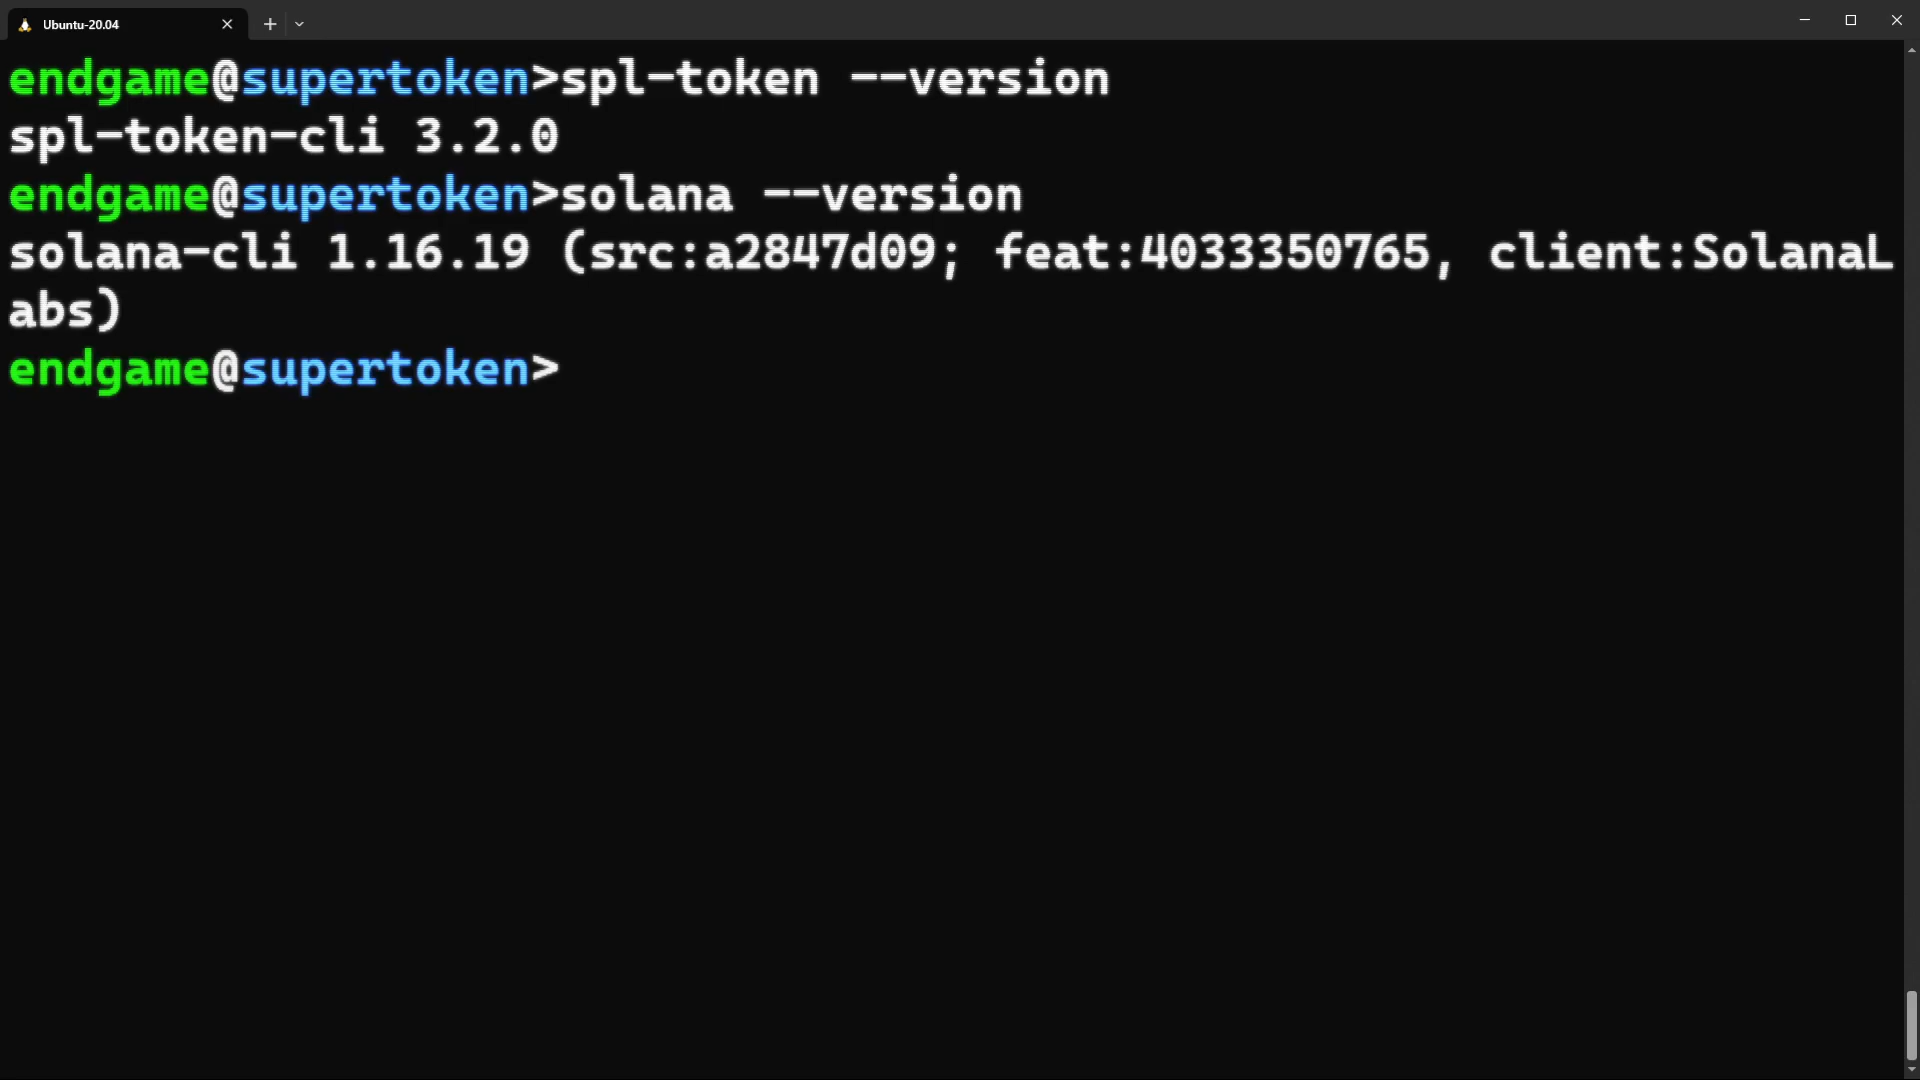 Ubuntu-20.04
endgame@supertoken>spl-token --version
spl-token-cli 3.2.0
endgame@supertoken>solana --version
solana-cli 1.16.19 (src:a2847d09; feat:4033350765, client:SolanaL
abs)
endgame@supertoken>